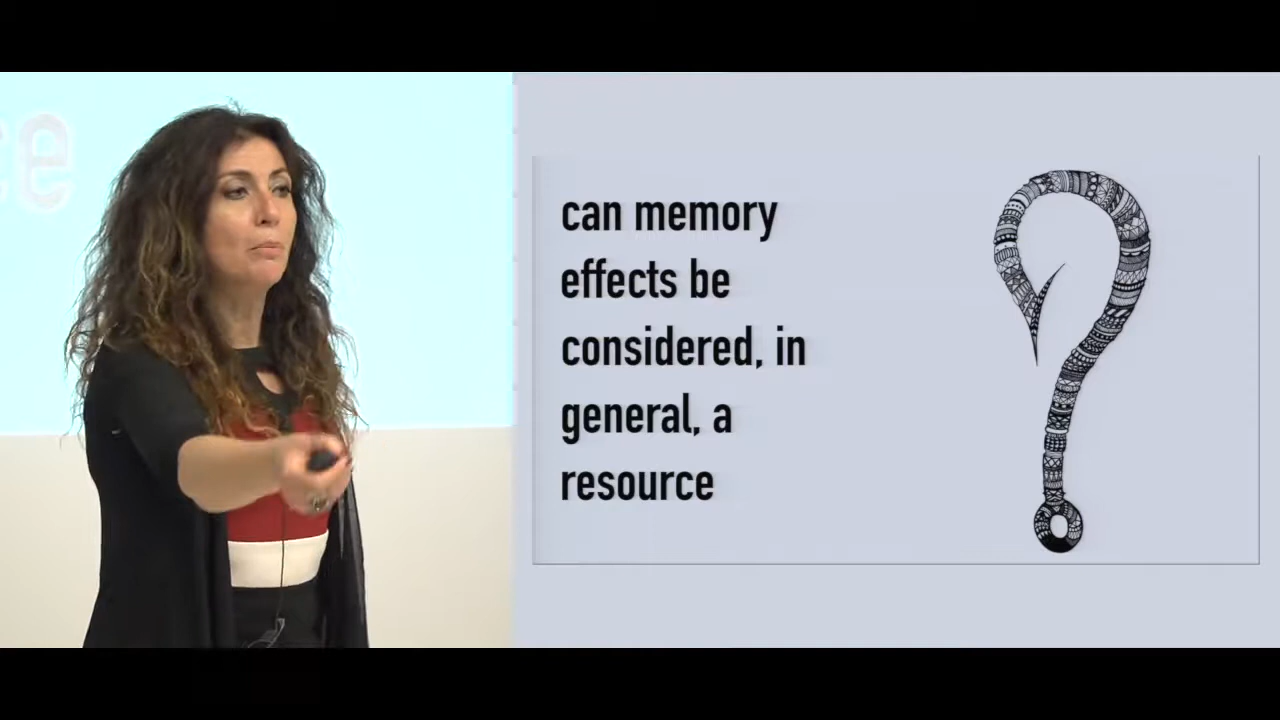 can memory
effects be
considered, in
general, a
resource